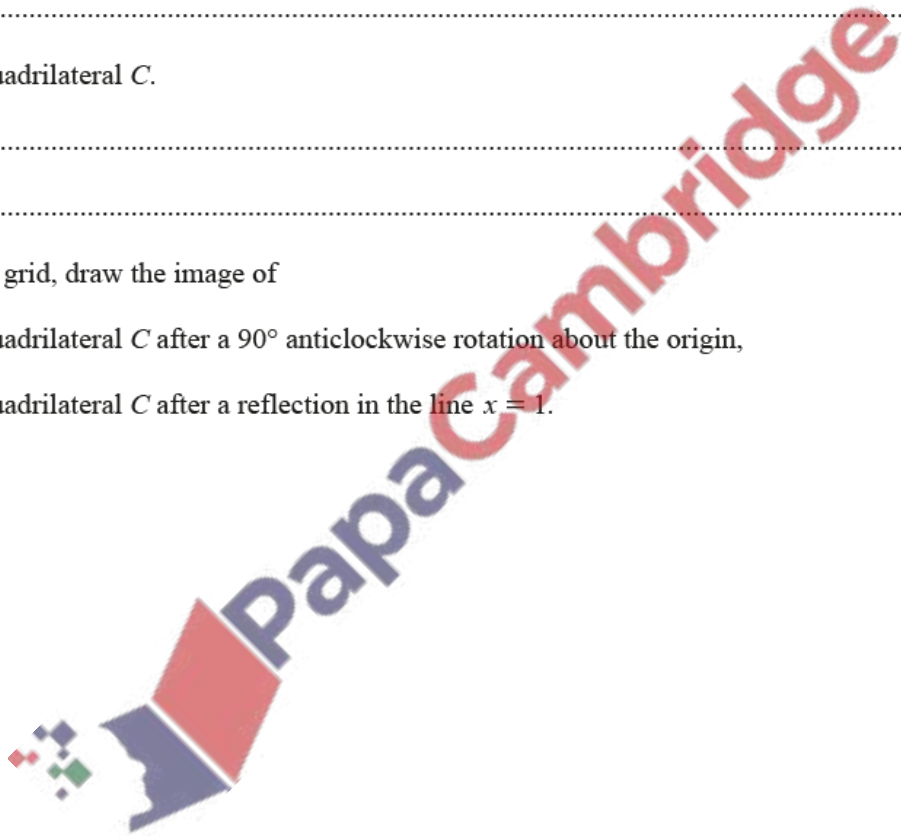 uadrilateral C.
grid, draw the image of
uadrilateral C after a 90° anticlockwise rotation about the origin,
uadrilateral C after a reflection in the line x = 1.
PapaCambridge